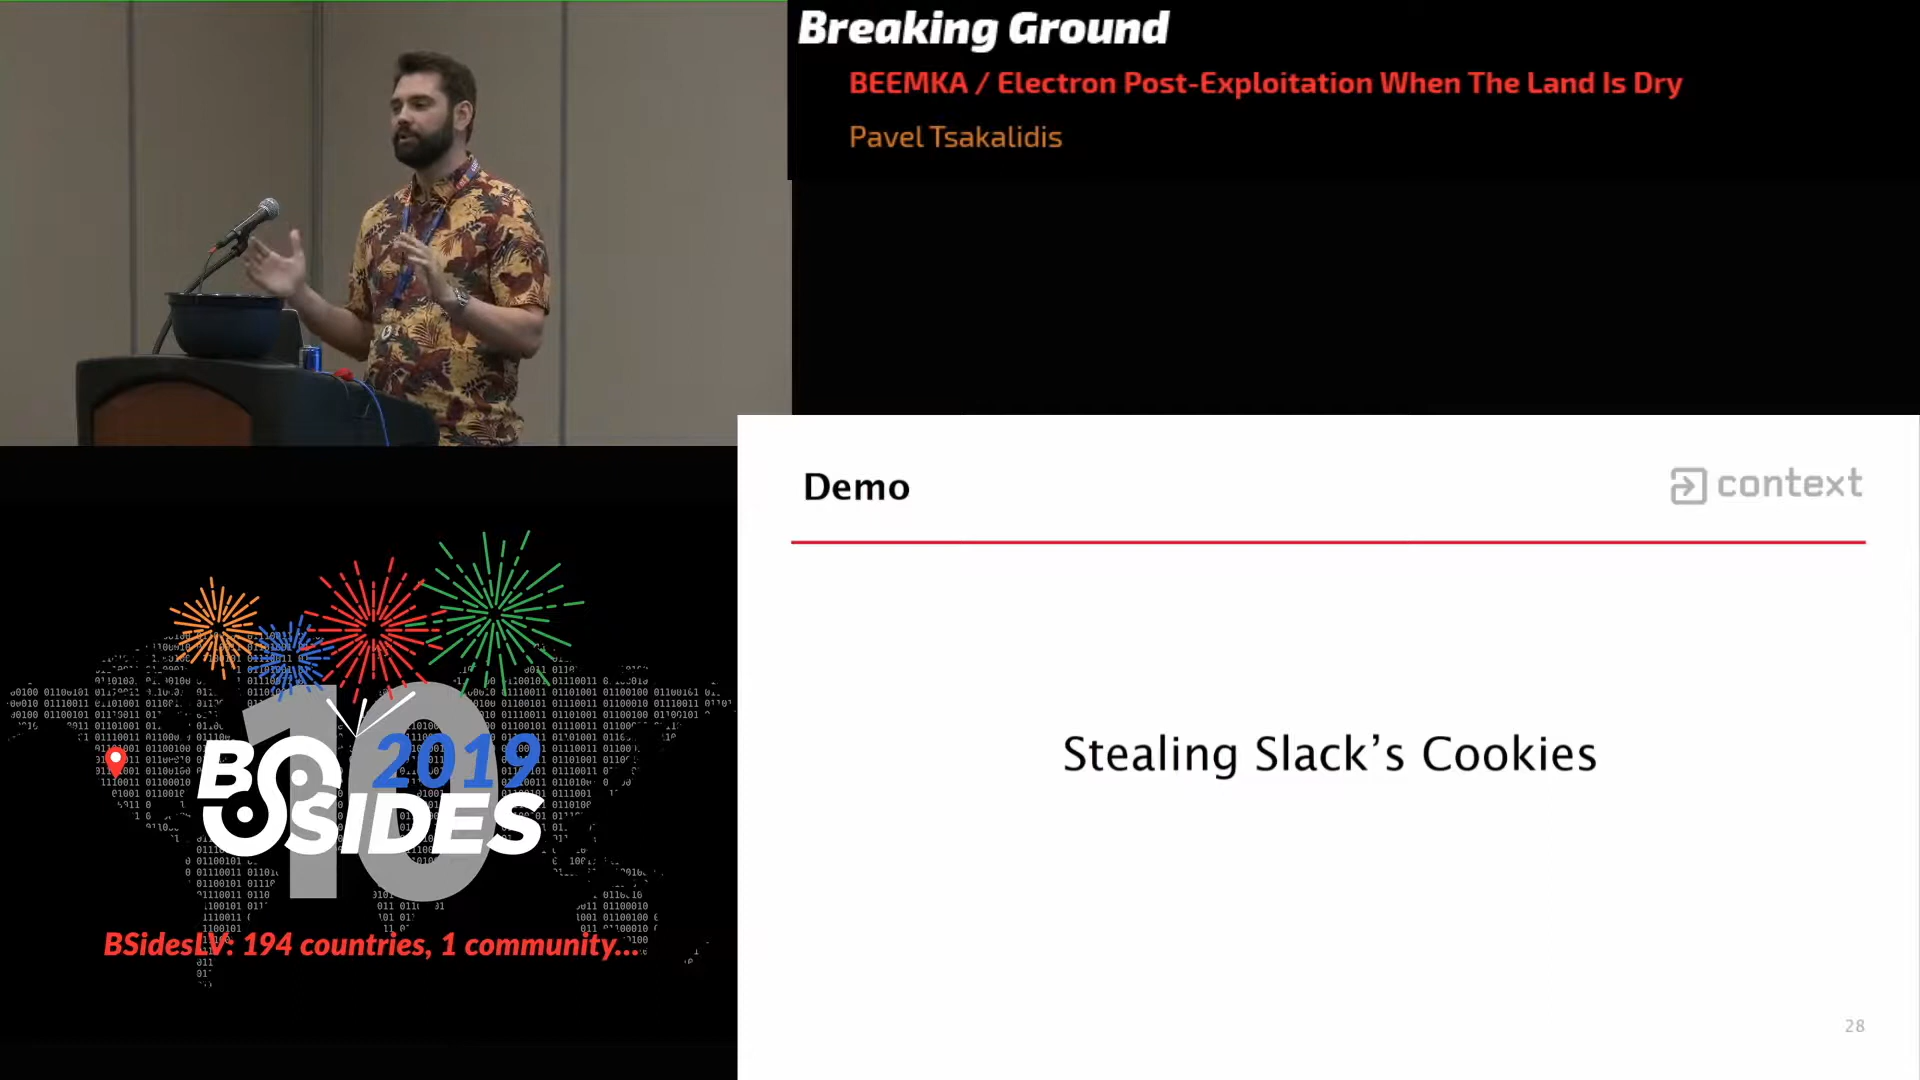 Breaking Ground
BEEMKA / Electron Post-Exploitation When The Land Is Dry
Pavel Tsakalidis
Demo
context
Stealing Slack's Cookies
28
10
2019
BSIDES
BSidesLV: 194 countries, 1 community...